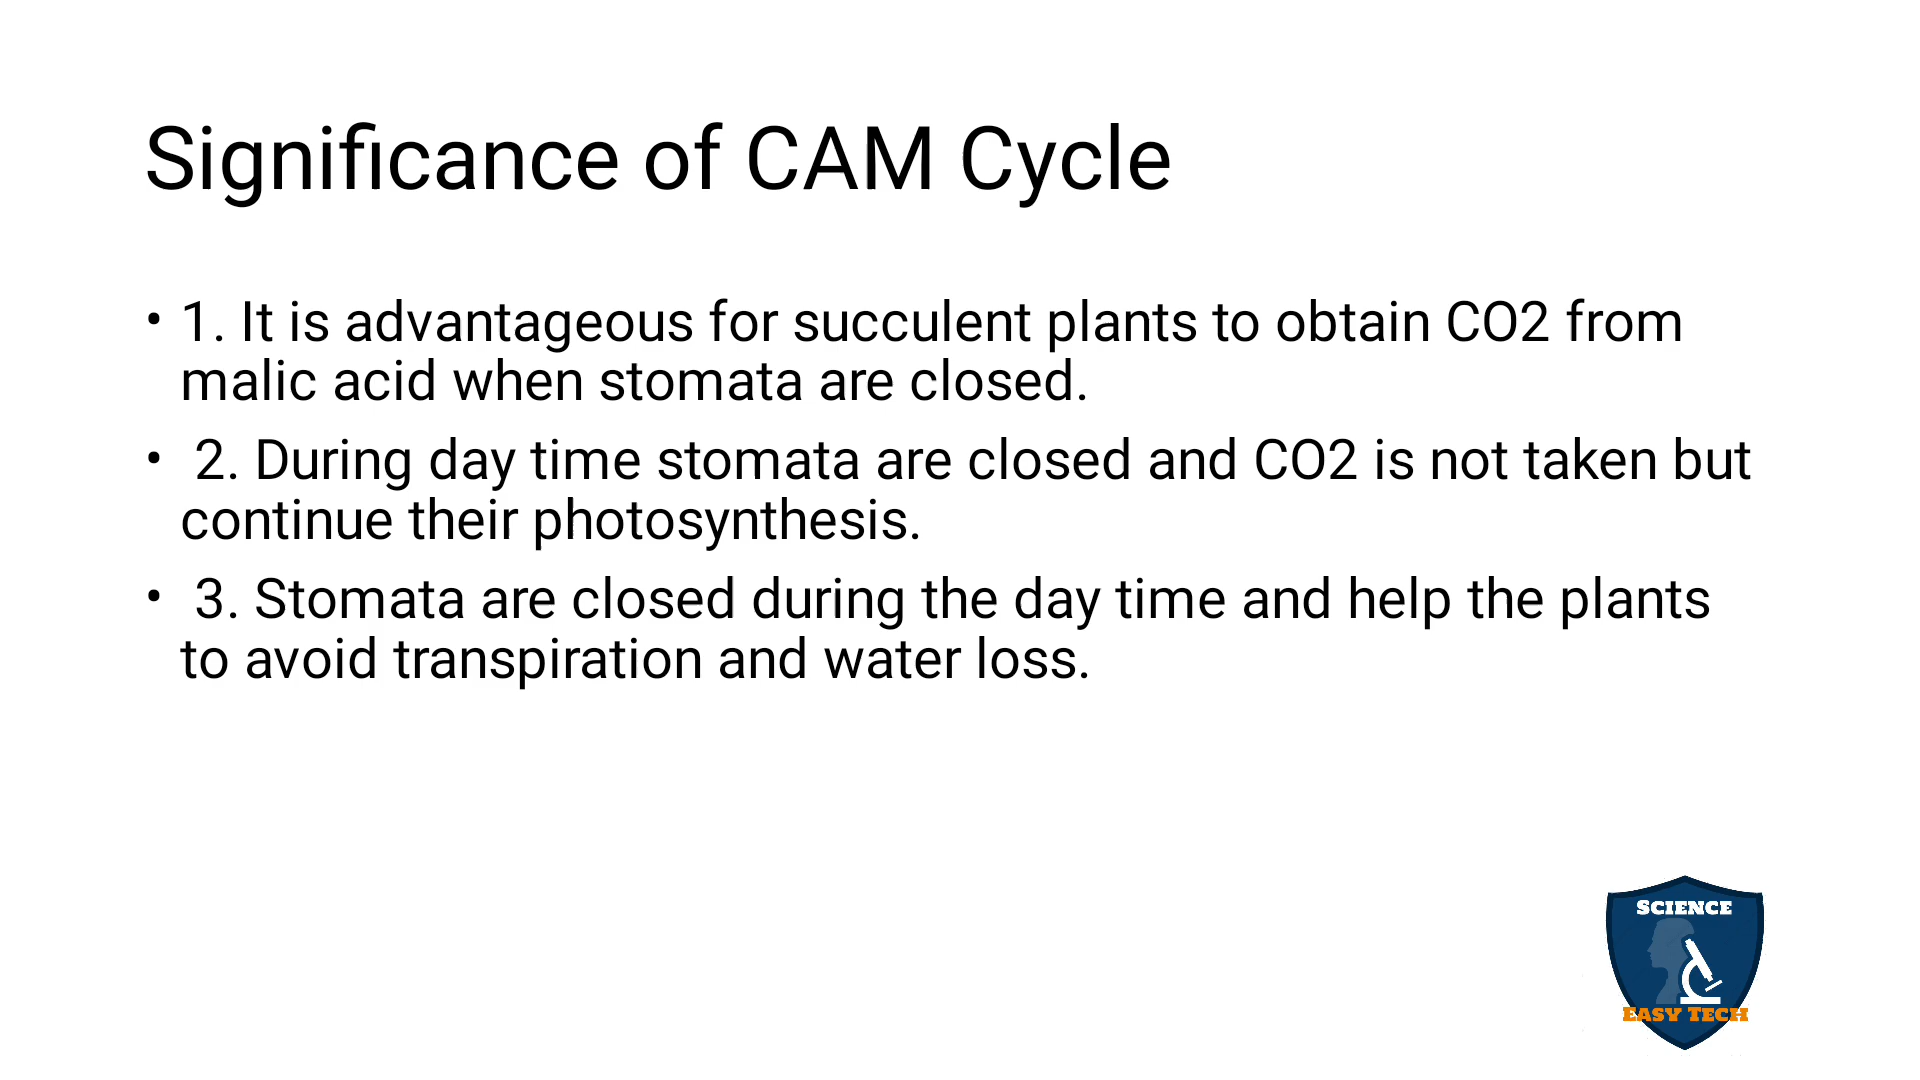 Significance of CAM Cycle
• 1. It is advantageous for succulent plants to obtain CO2 from
malic acid when stomata are closed.
• 2. During day time stomata are closed and CO2 is not taken but
continue their photosynthesis.
• 3. Stomata are closed during the day time and help the plants
to avoid transpiration and water loss.
SCIENCE
EASY TECH